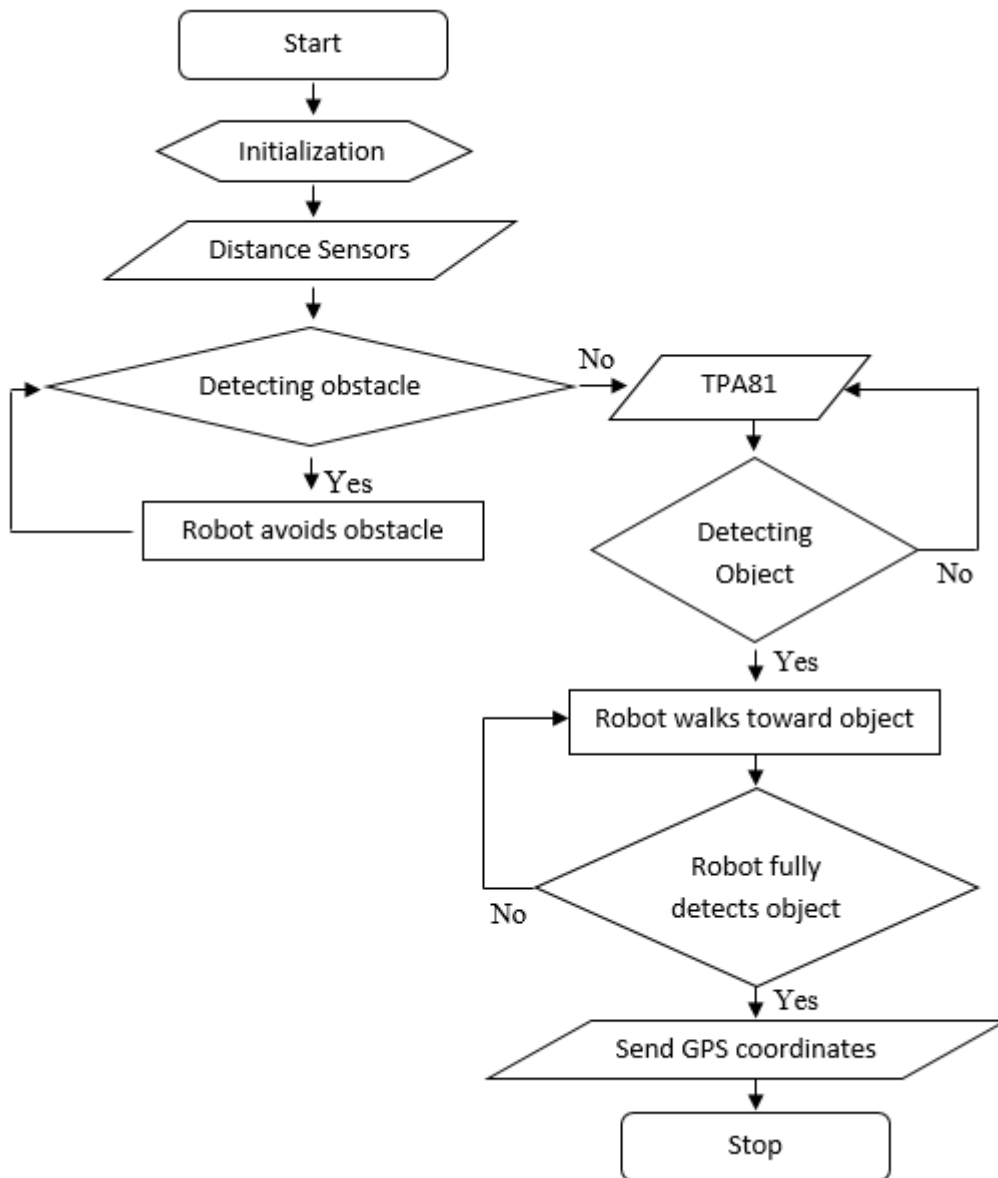 Start
Initialization
Distance Sensors
Detecting obstacle
No
TPA81
Yes
Robot avoids obstacle
Detecting
Object
No
Yes
Robot walks toward object
Robot fully
detects object
No
Yes
Send GPS coordinates
Stop